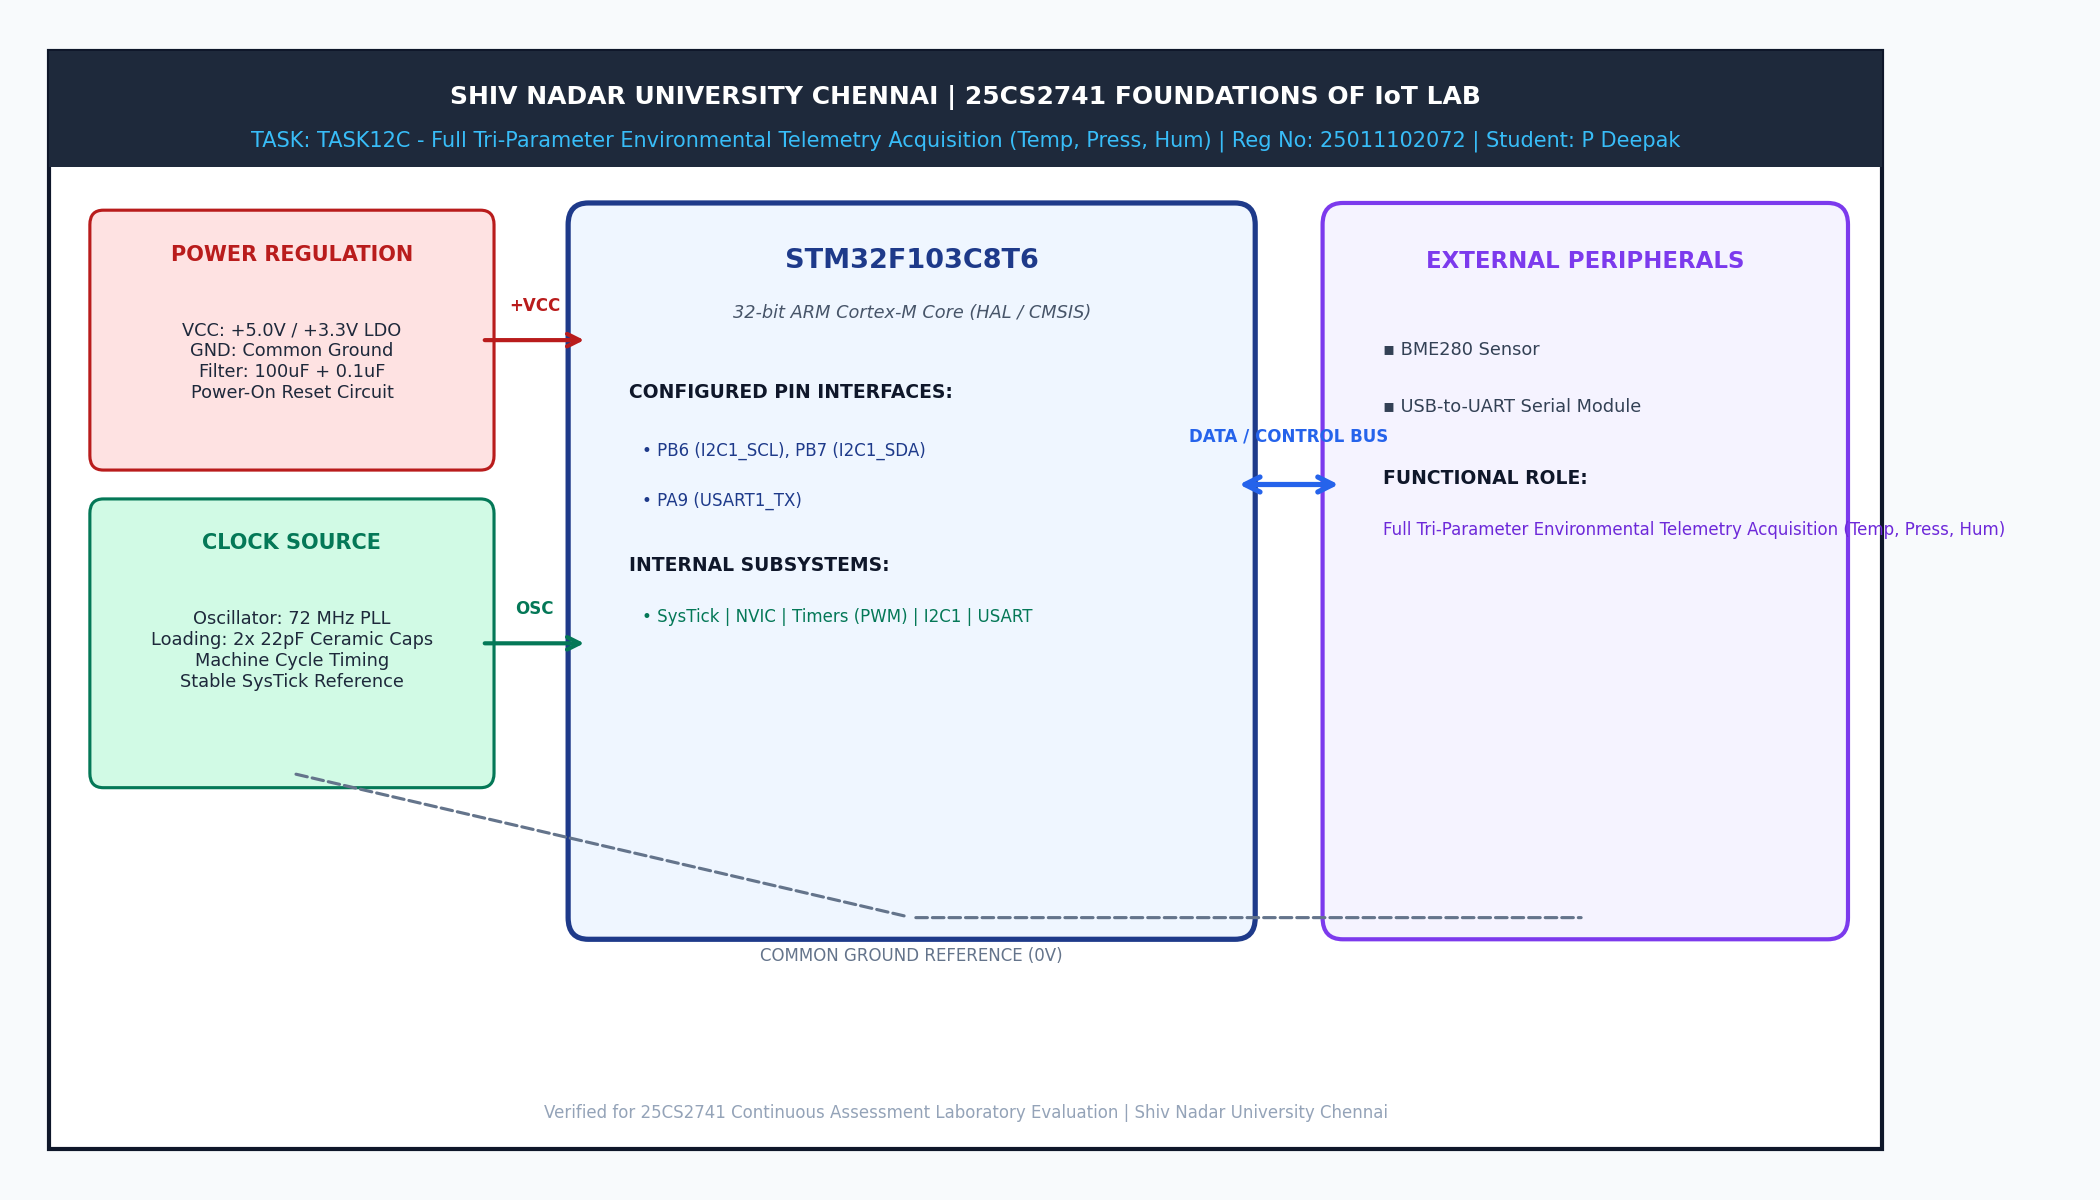 SHIV NADAR UNIVERSITY CHENNAI | 25CS2741 FOUNDATIONS OF IoT LAB
TASK: TASK12C - Full Tri-Parameter Environmental Telemetry Acquisition (Temp, Press, Hum) | Reg No: 25011102072 | Student: P Deepak
POWER REGULATION
VCC: +5.0V / +3.3V LDO
GND: Common Ground
Filter: 100uF + 0.1uF
Power-On Reset Circuit
+VCC
CLOCK SOURCE
Oscillator: 72 MHz PLL
Loading: 2x 22pF Ceramic Caps
Machine Cycle Timing
Stable SysTick Reference
OSC
STM32F103C8T6
32-bit ARM Cortex-M Core (HAL / CMSIS)
CONFIGURED PIN INTERFACES:
• PB6 (I2C1_SCL), PB7 (I2C1_SDA)
• PA9 (USART1_TX)
INTERNAL SUBSYSTEMS:
• SysTick | NVIC | Timers (PWM) | I2C1 | USART
DATA / CONTROL BUS
EXTERNAL PERIPHERALS
▪ BME280 Sensor
▪ USB-to-UART Serial Module
FUNCTIONAL ROLE:
Full Tri-Parameter Environmental Telemetry Acquisition (Temp, Press, Hum)
COMMON GROUND REFERENCE (0V)
Verified for 25CS2741 Continuous Assessment Laboratory Evaluation | Shiv Nadar University Chennai